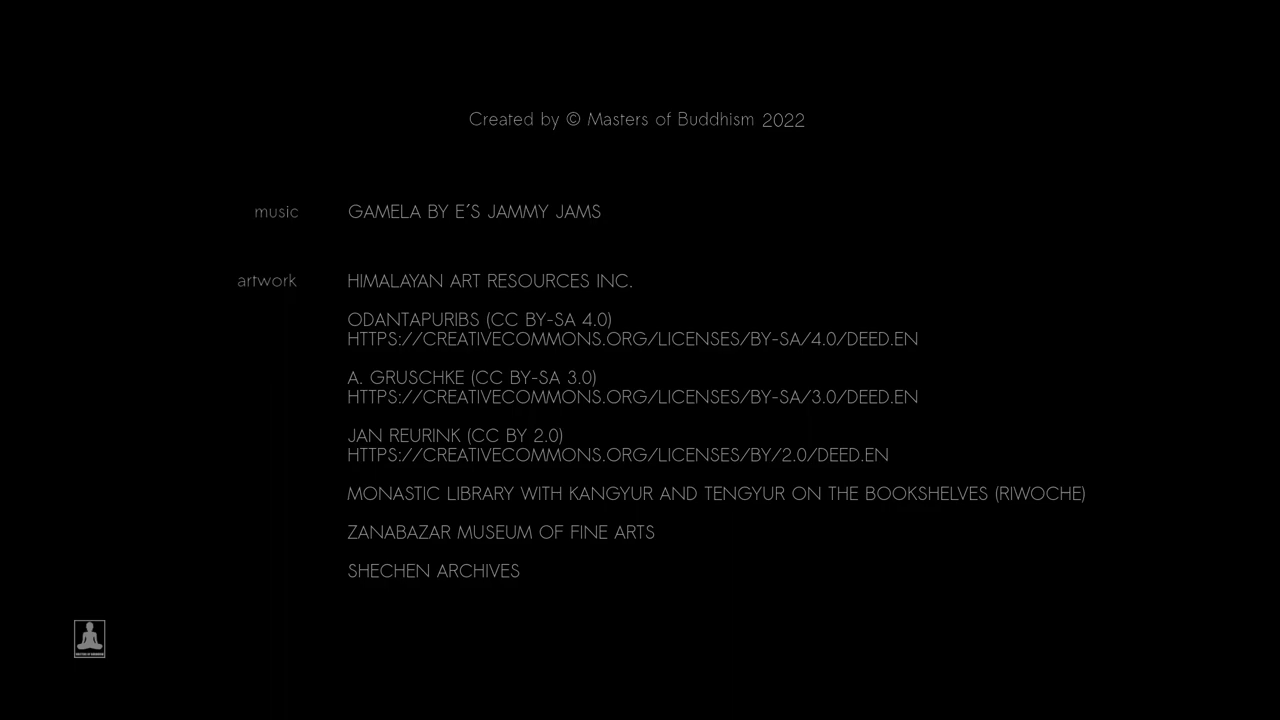 Created by © Masters of Buddhism 2022
music
GAMELA BY E´S JAMMY JAMS
artwork
HIMALAYAN ART RESOURCES INC.
ODANTAPURIBS (CC BY-SA 4.0)
HTTPS://CREATIVECOMMONS.ORG/LICENSES/BY-SA/4.0/DEED.EN
A. GRUSCHKE (CC BY-SA 3.0)
HTTPS://CREATIVECOMMONS.ORG/LICENSES/BY-SA/3.0/DEED.EN
JAN REURINK (CC BY 2.0)
HTTPS://CREATIVECOMMONS.ORG/LICENSES/BY/2.0/DEED.EN
MONASTIC LIBRARY WITH KANGYUR AND TENGYUR ON THE BOOKSHELVES (RIWOCHE)
ZANABAZAR MUSEUM OF FINE ARTS
SHECHEN ARCHIVES
MASTERS OF BUDDHISM